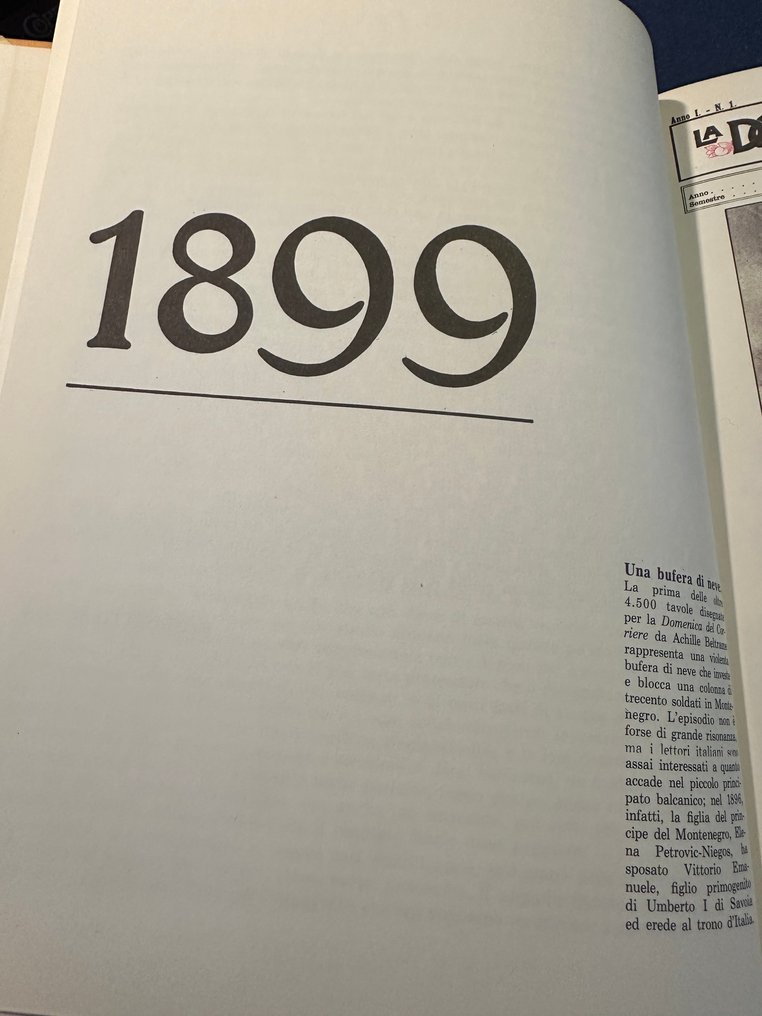 1899
Una bufera di neve.
La prima delle oltre
4.500 tavole disegnate
per la Domenica del Cor-
riere da Achille Beltrame
rappresenta una violenta
bufera di neve che investe
e blocca una colonna di
trecento soldati in Monte-
negro. L'episodio non è
forse di grande risonanza,
ma i lettori italiani sono
assai interessati a quanto
accade nel piccolo princi-
pato balcanico; nel 1896,
infatti, la figlia del prin-
cipe del Montenegro, Ele-
na Petrovic-Niegos, ha
sposato Vittorio Ema-
nuele, figlio primogenito
di Umberto I di Savoia
ed erede al trono d'Italia.
Anno I. - N. 1.
LA DO
Anno . . . . .
Semestre . . . .